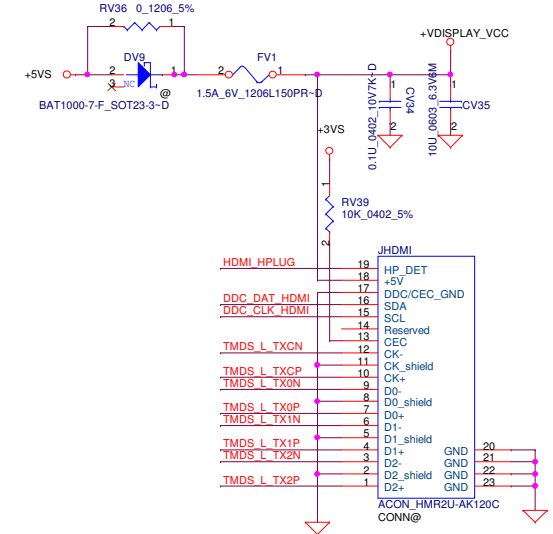 RV36 0_1206_5%
2 1
+VDISPLAY_VCC
DV9
FV1
+5VS 2 1 2 1
3 NC
@
BAT1000-7-F_SOT23-3~D
1.5A_6V_1206L150PR~D
1
2
0.1U_0402_10V7K~D
CV34
1
2
10U_0603_6.3V6M
CV35
+3VS
1
RV39
10K_0402_5%
2
JHDMI
HDMI_HPLUG 19 HP_DET
18 +5V
17 DDC/CEC_GND
DDC_DAT_HDMI 16 SDA
DDC_CLK_HDMI 15 SCL
14 Reserved
13 CEC
TMDS_L_TXCN 12 CK-
11 CK_shield
TMDS_L_TXCP 10 CK+
TMDS_L_TX0N 9 D0-
8 D0_shield
TMDS_L_TX0P 7 D0+
TMDS_L_TX1N 6 D1-
5 D1_shield
TMDS_L_TX1P 4 D1+ GND 20
TMDS_L_TX2N 3 D2- GND 21
2 D2_shield GND 22
TMDS_L_TX2P 1 D2+ GND 23
ACON_HMR2U-AK120C
CONN@